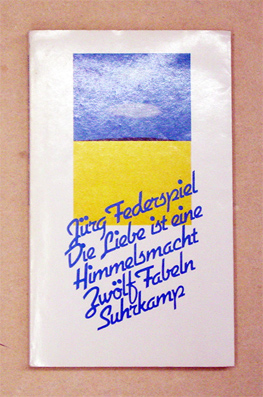 Jürg Federspiel
Die Liebe ist eine
Himmelsmacht
Zwölf Fabeln
Suhrkamp